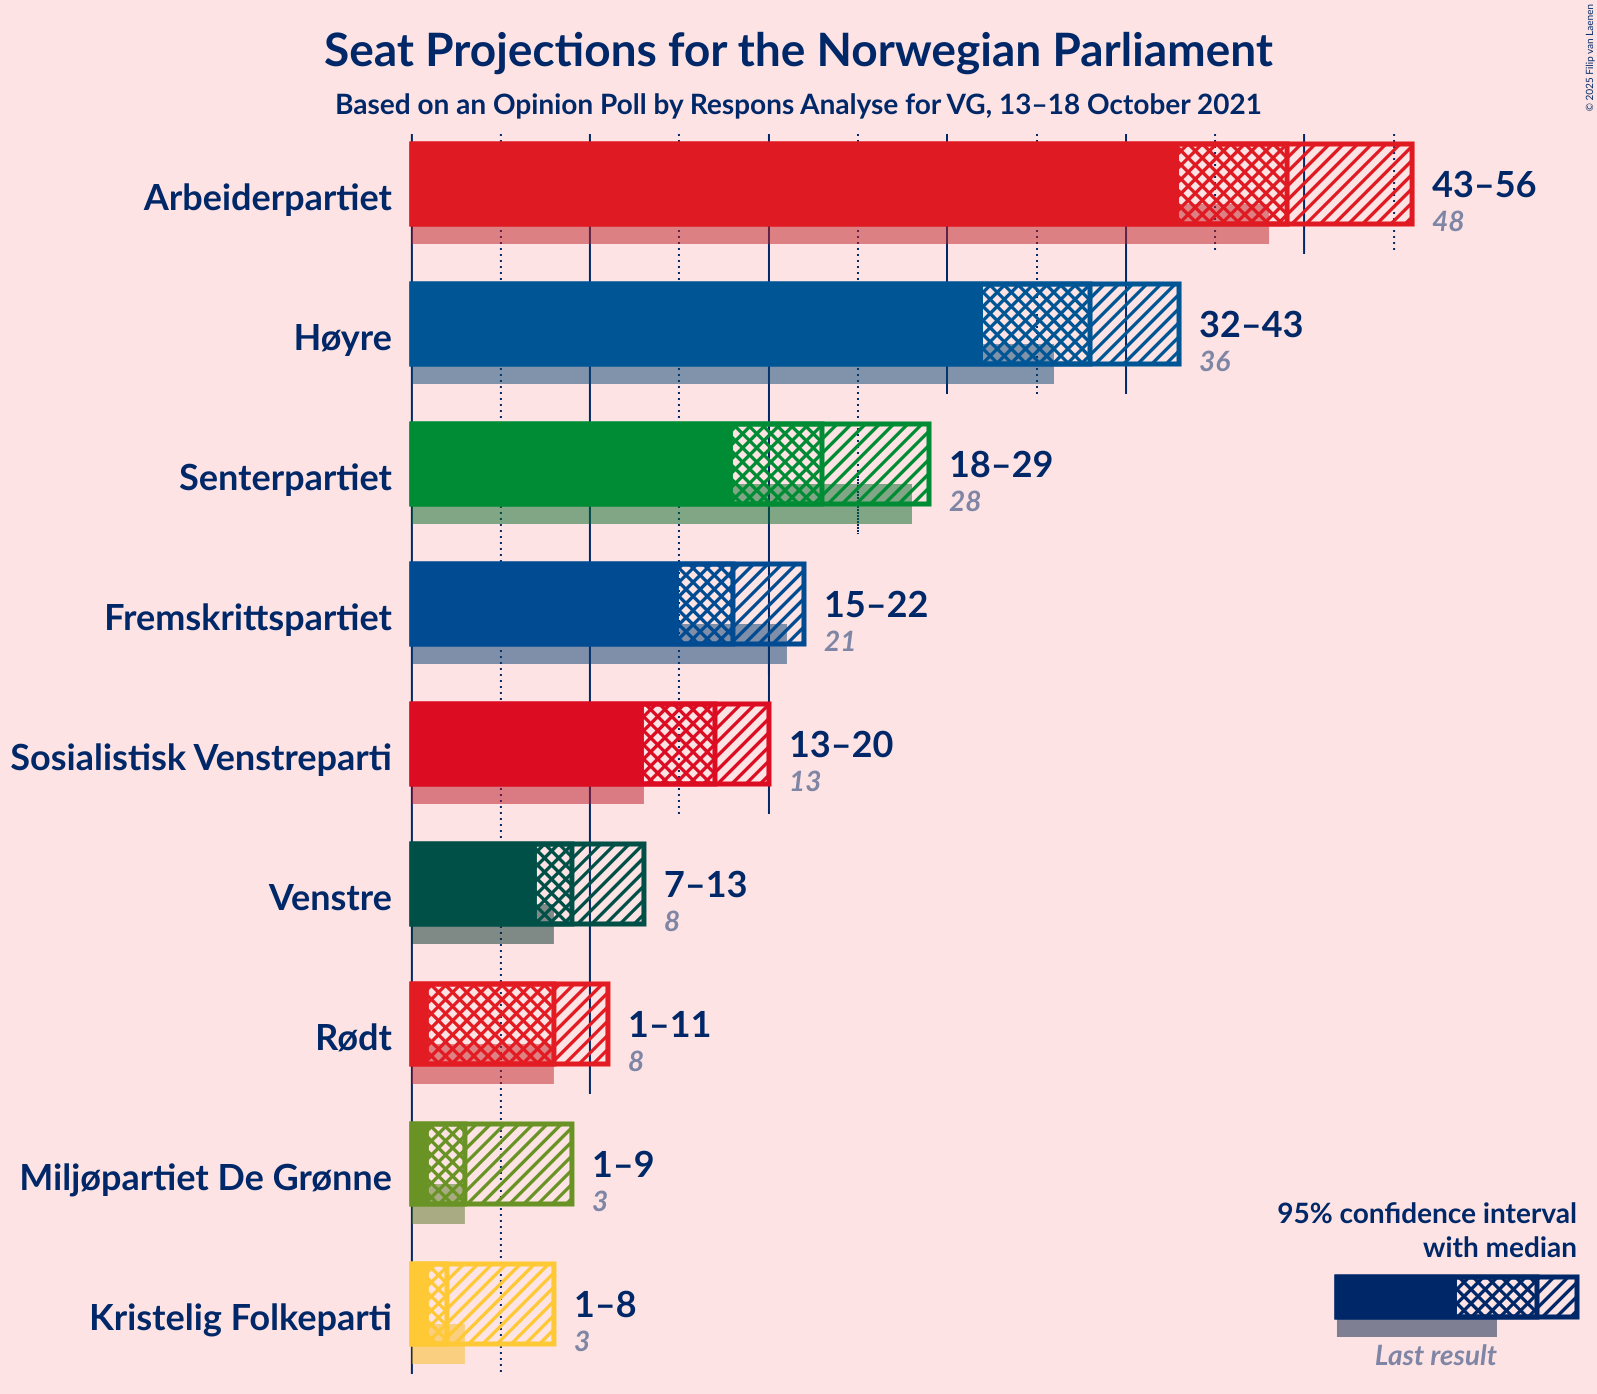 Seat Projections for the Norwegian Parliament
Based on an Opinion Poll by Respons Analyse for VG, 13–18 October 2021
© 2025 Filip van Laenen
Arbeiderpartiet
43–56
48
Høyre
32–43
36
Senterpartiet
18–29
28
Fremskrittspartiet
15–22
21
Sosialistisk Venstreparti
13–20
13
Venstre
7–13
8
Rødt
1–11
8
Miljøpartiet De Grønne
1–9
3
Kristelig Folkeparti
1–8
3
95% confidence interval
with median
Last result